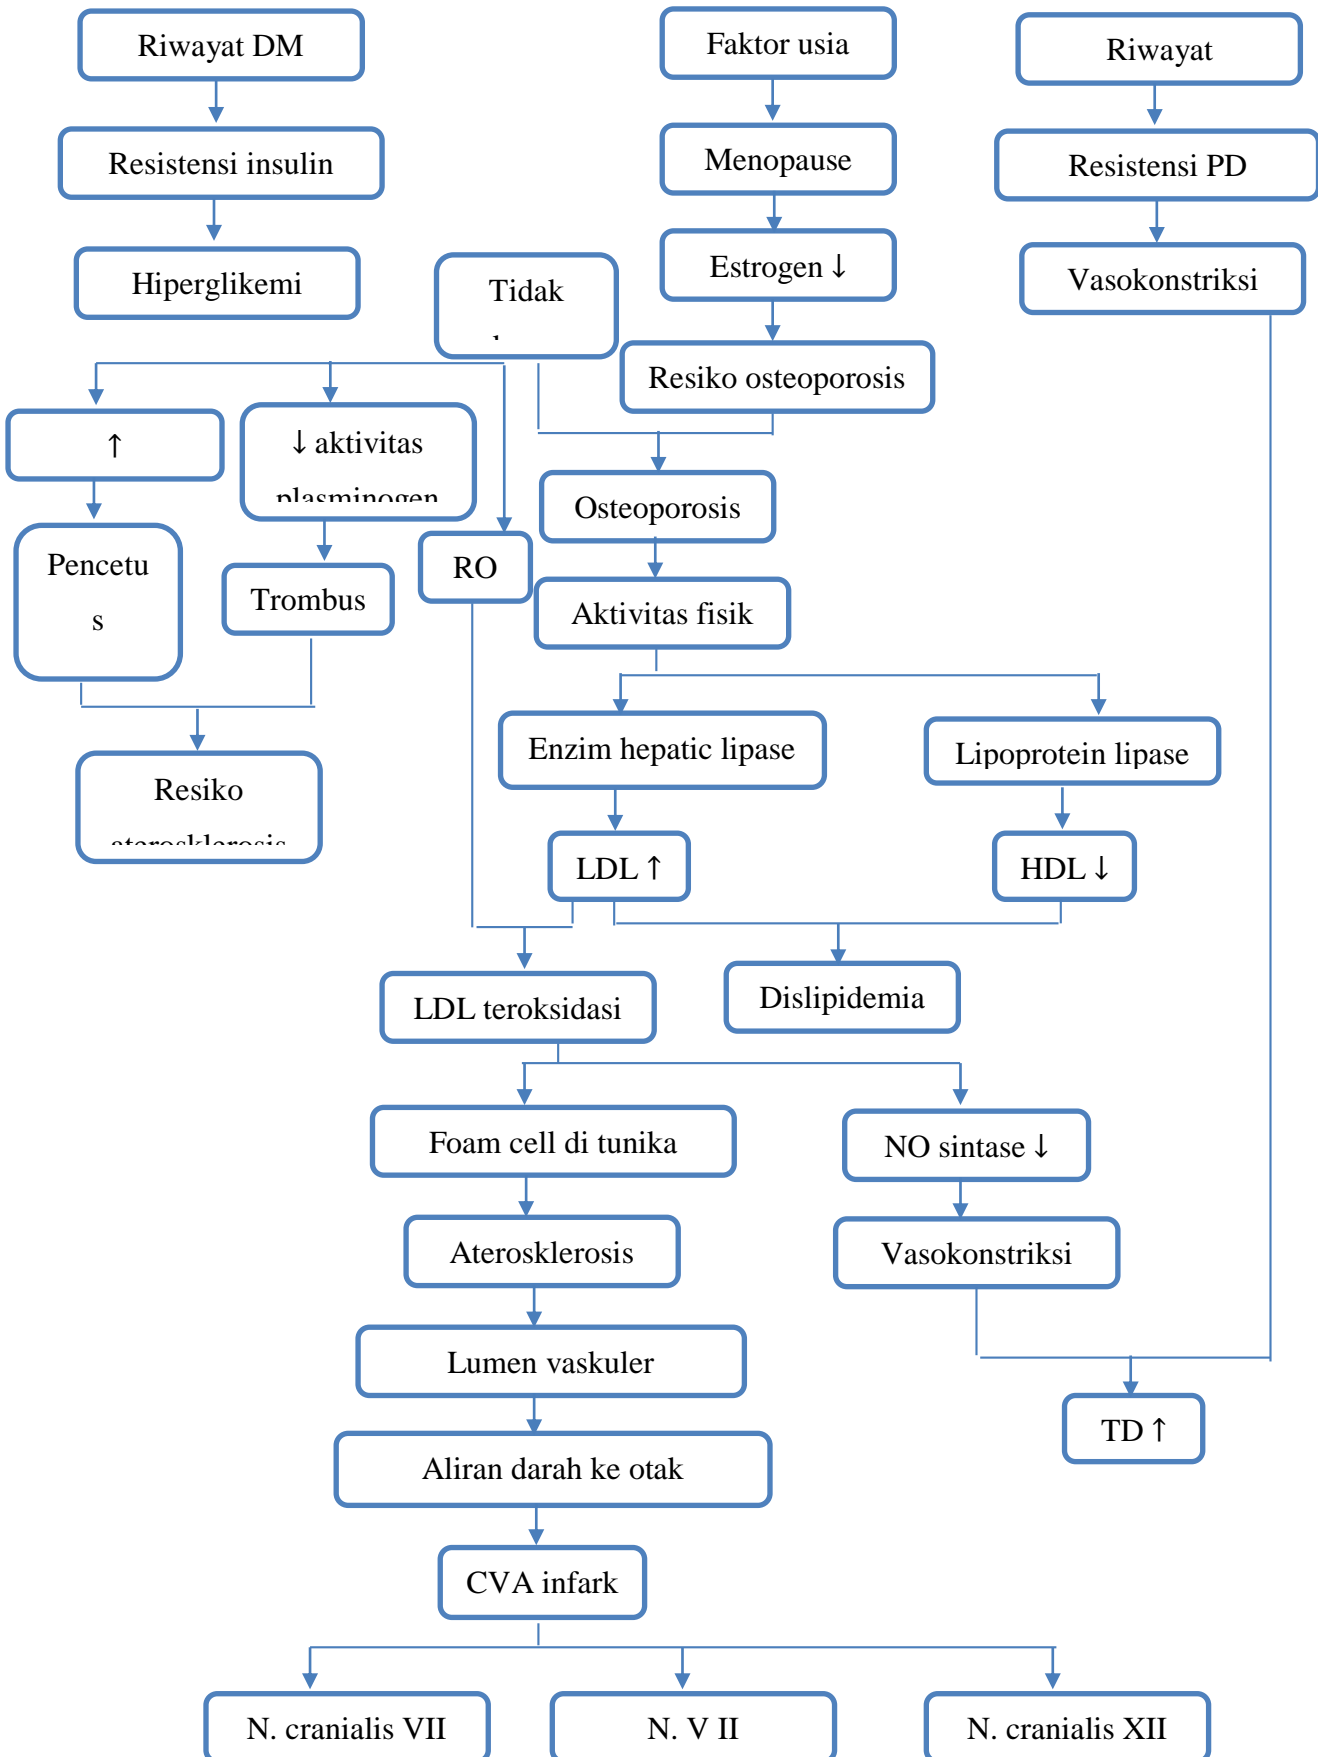 Riwayat DM
Faktor usia
Riwayat
Resistensi insulin
Menopause
Resistensi PD
Hiperglikemi
Tidak
Estrogen ↓
Vasokonstriksi
Resiko osteoporosis
↑
↓ aktivitas
plasminogen
Osteoporosis
Pencetu
s
Trombus
RO
Aktivitas fisik
Enzim hepatic lipase
Lipoprotein lipase
Resiko
aterosklerosis
LDL ↑
HDL ↓
LDL teroksidasi
Dislipidemia
Foam cell di tunika
NO sintase ↓
Aterosklerosis
Vasokonstriksi
Lumen vaskuler
TD ↑
Aliran darah ke otak
CVA infark
N. cranialis VII
N. V II
N. cranialis XII